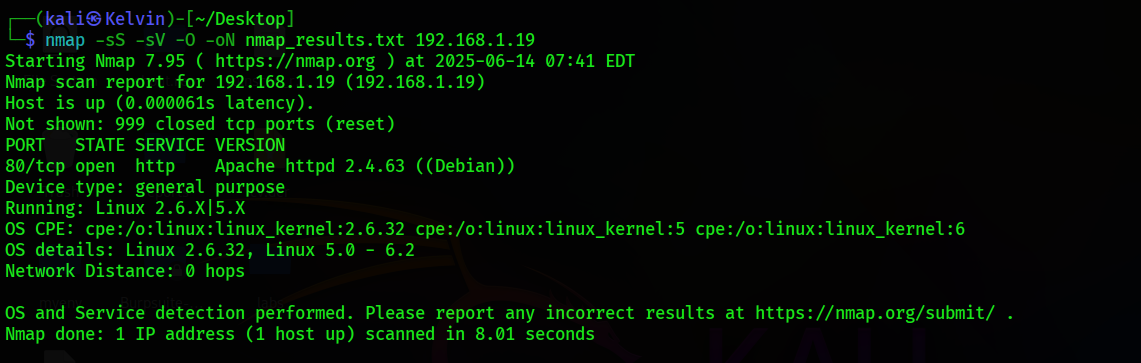 ┌──(kali㉿Kelvin)-[~/Desktop]
└─$ nmap -sS -sV -O -oN nmap_results.txt 192.168.1.19
Starting Nmap 7.95 ( https://nmap.org ) at 2025-06-14 07:41 EDT
Nmap scan report for 192.168.1.19 (192.168.1.19)
Host is up (0.000061s latency).
Not shown: 999 closed tcp ports (reset)
PORT   STATE SERVICE VERSION
80/tcp open  http    Apache httpd 2.4.63 ((Debian))
Device type: general purpose
Running: Linux 2.6.X|5.X
OS CPE: cpe:/o:linux:linux_kernel:2.6.32 cpe:/o:linux:linux_kernel:5 cpe:/o:linux:linux_kernel:6
OS details: Linux 2.6.32, Linux 5.0 - 6.2
Network Distance: 0 hops
OS and Service detection performed. Please report any incorrect results at https://nmap.org/submit/ .
Nmap done: 1 IP address (1 host up) scanned in 8.01 seconds